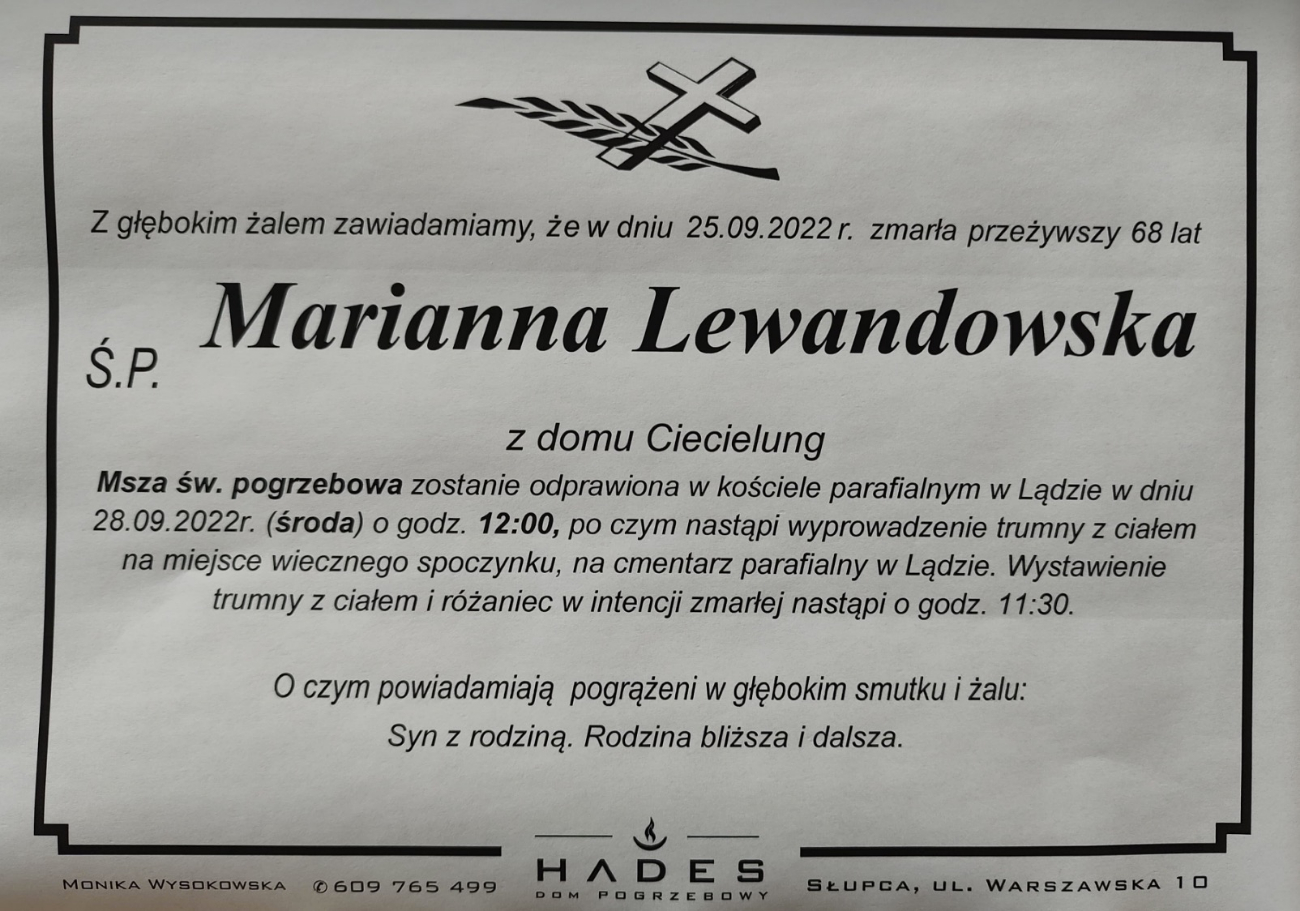 Z głębokim żalem zawiadamiamy, że w dniu 25.09.2022 r. zmarła przeżywszy 68 lat
Ś.P. Marianna Lewandowska
z domu Ciecielung
Msza św. pogrzebowa zostanie odprawiona w kościele parafialnym w Lądzie w dniu
28.09.2022r. (środa) o godz. 12:00, po czym nastąpi wyprowadzenie trumny z ciałem
na miejsce wiecznego spoczynku, na cmentarz parafialny w Lądzie. Wystawienie
trumny z ciałem i różaniec w intencji zmarłej nastąpi o godz. 11:30.
O czym powiadamiają pogrążeni w głębokim smutku i żalu:
Syn z rodziną. Rodzina bliższa i dalsza.
Monika Wysokowska ✆ 609 765 499
HADES
DOM POGRZEBOWY
Słupca, ul. Warszawska 10